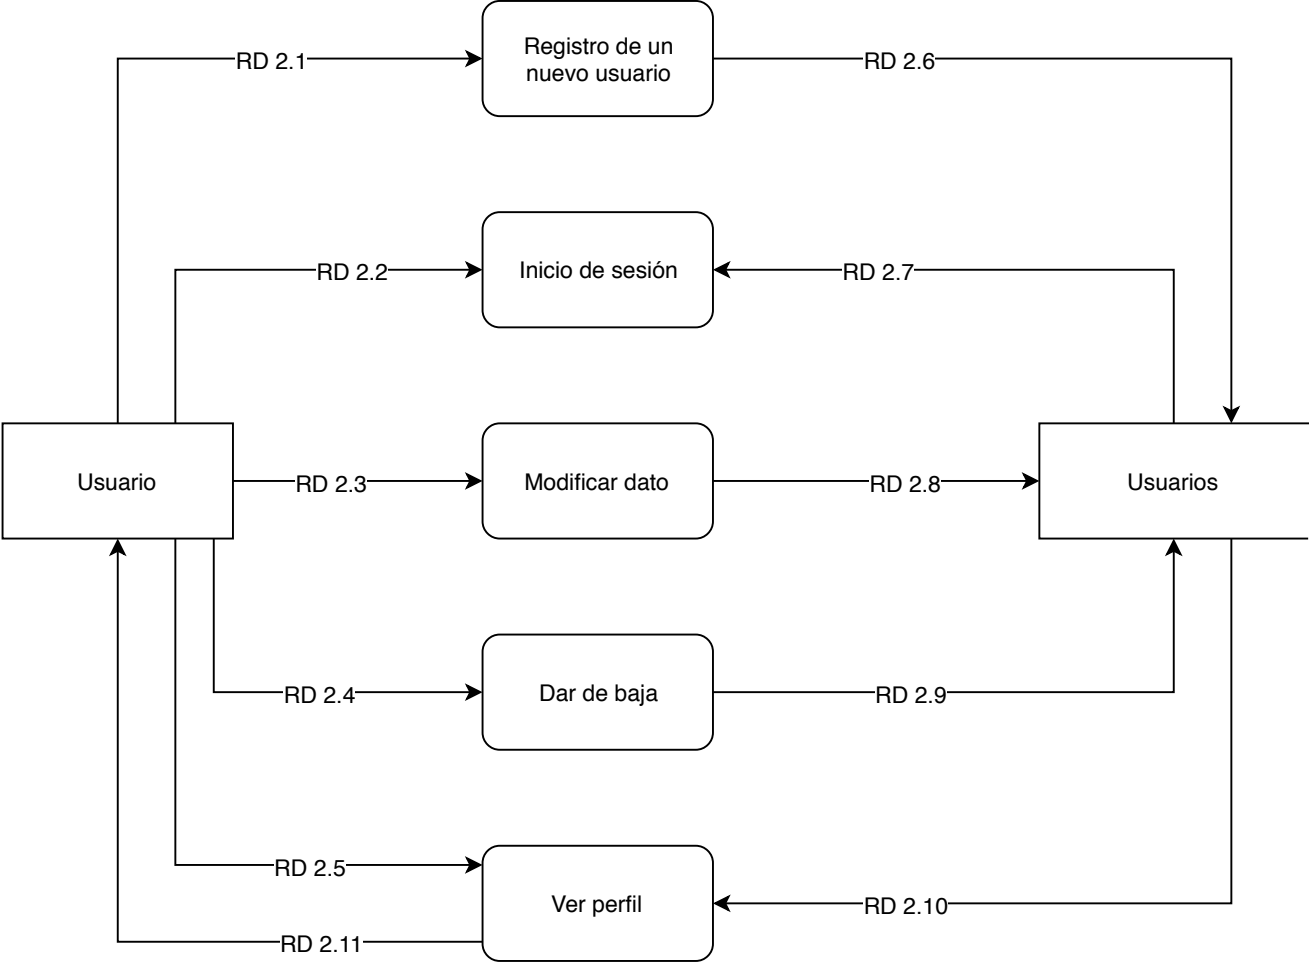 Registro de un
nuevo usuario
RD 2.1
RD 2.6
Inicio de sesión
RD 2.2
RD 2.7
Usuario
RD 2.3
Modificar dato
RD 2.8
Usuarios
RD 2.4
Dar de baja
RD 2.9
RD 2.5
Ver perfil
RD 2.10
RD 2.11